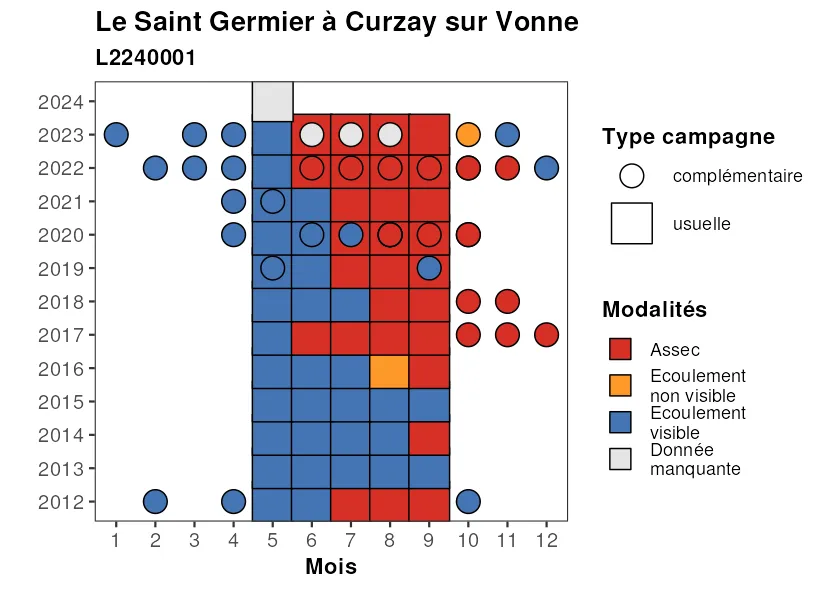 Le Saint Germier à Curzay sur Vonne
L2240001
2024
2023
2022
2021
2020
2019
2018
2017
2016
2015
2014
2013
2012
1 2 3 4 5 6 7 8 9 10 11 12
Mois
Type campagne
complémentaire
usuelle
Modalités
Assec
Ecoulement
non visible
Ecoulement
visible
Donnée
manquante